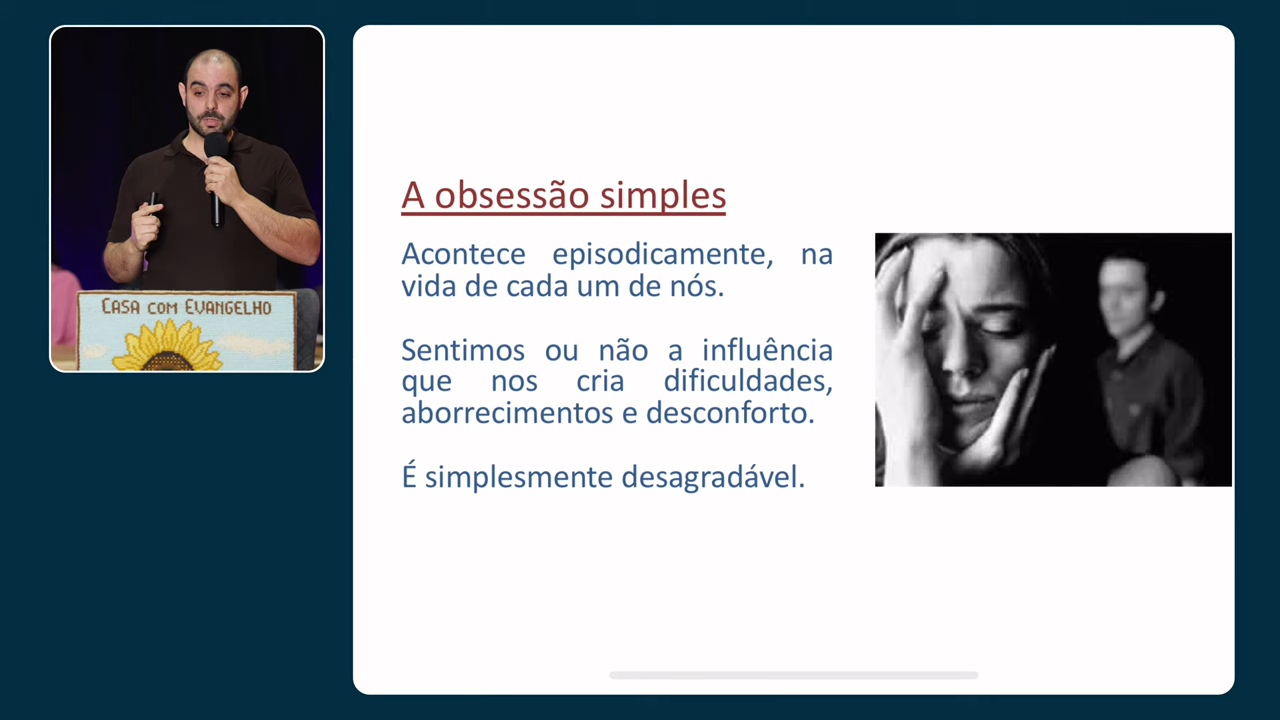 CASA COM EVANGELHO
A obsessão simples
Acontece episodicamente, na
vida de cada um de nós.
Sentimos ou não a influência
que nos cria dificuldades,
aborrecimentos e desconforto.
É simplesmente desagradável.